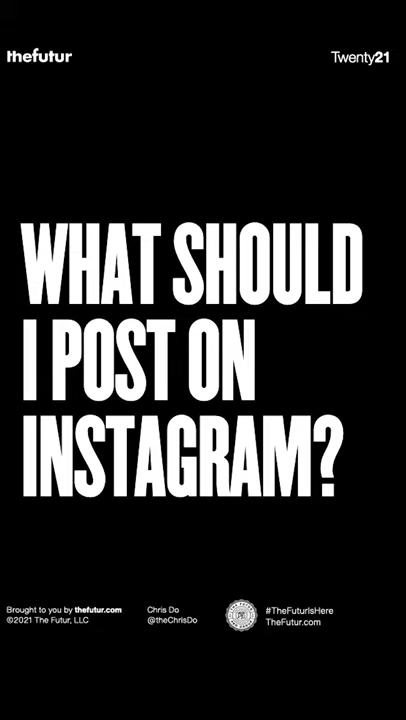 thefutur
Twenty21
WHAT SHOULD
I POST ON
INSTAGRAM?
Brought to you by thefutur.com
©2021 The Futur, LLC
Chris Do
@theChrisDo
#TheFuturIsHere
TheFutur.com